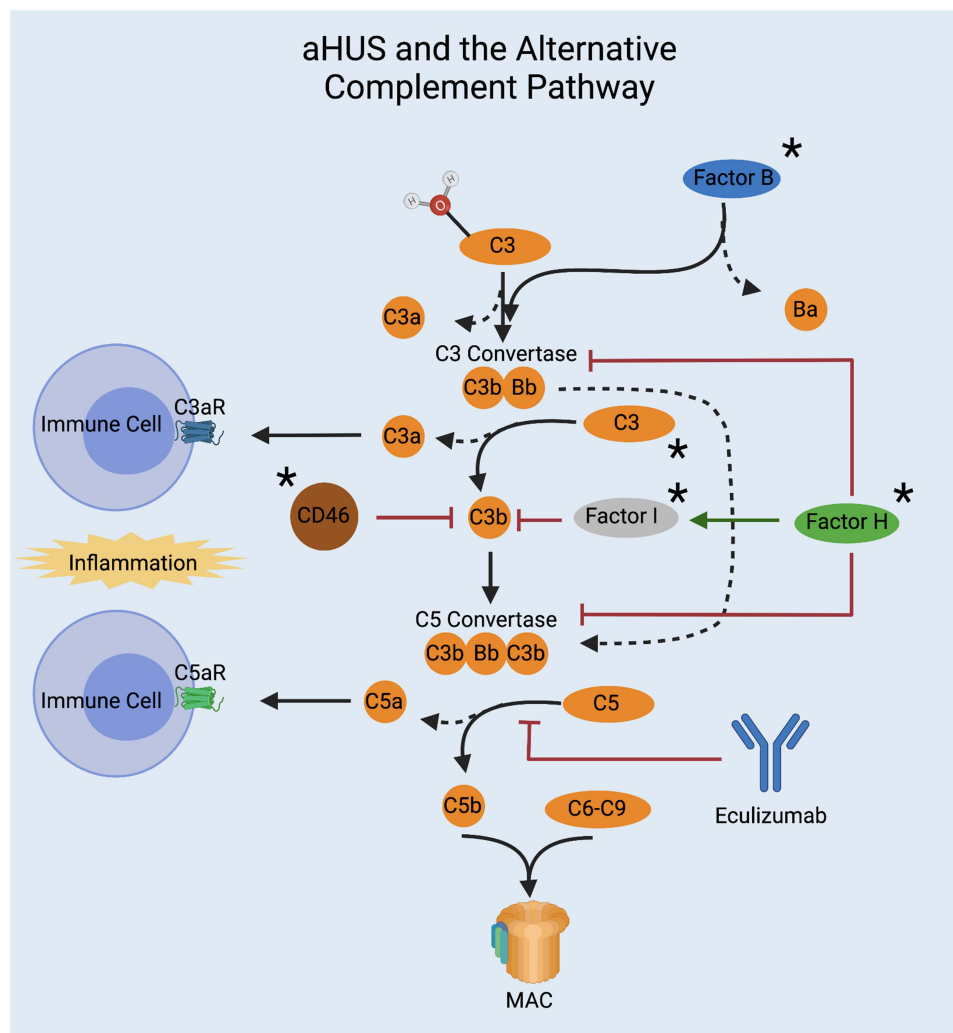 aHUS and the Alternative
Complement Pathway
*
Factor B
H
H
O
C3
Ba
C3a
C3 Convertase
C3b Bb
C3aR
Immune Cell
C3a
C3
*
*
CD46
C3b
*
Factor I
*
Factor H
Inflammation
C5 Convertase
C3b Bb C3b
C5aR
Immune Cell
C5a
C5
C5b
C6-C9
Eculizumab
MAC